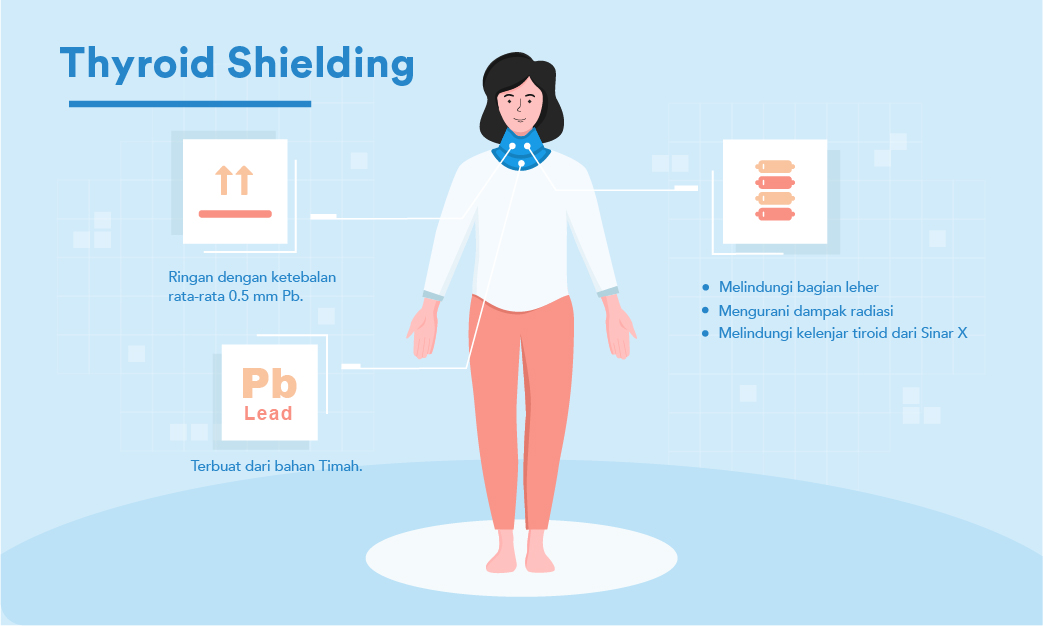 Thyroid Shielding
Ringan dengan ketebalan
rata-rata 0.5 mm Pb.
Pb
Lead
Terbuat dari bahan Timah.
• Melindungi bagian leher
• Mengurani dampak radiasi
• Melindungi kelenjar tiroid dari Sinar X